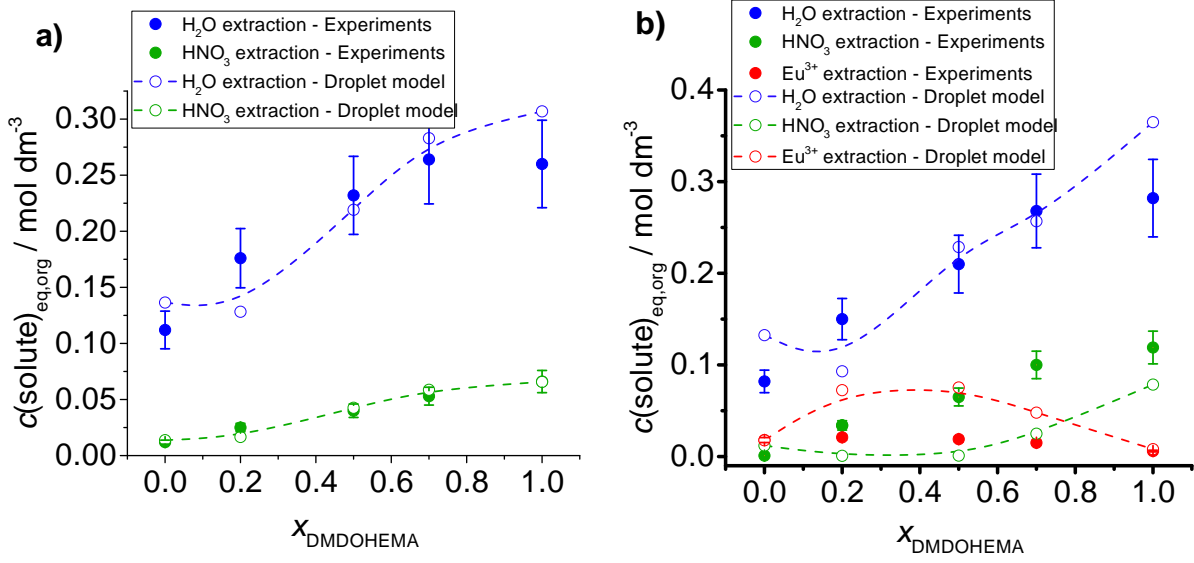 a)
H₂O extraction - Experiments
HNO₃ extraction - Experiments
H₂O extraction - Droplet model
HNO₃ extraction - Droplet model
0.30
0.25
0.20
0.15
0.10
0.05
0.00
c(solute)eq,org / mol dm⁻³
0.0 0.2 0.4 0.6 0.8 1.0
xDMDOHEMA
b)
H₂O extraction - Experiments
HNO₃ extraction - Experiments
Eu³⁺ extraction - Experiments
H₂O extraction - Droplet model
HNO₃ extraction - Droplet model
Eu³⁺ extraction - Droplet model
0.4
0.3
0.2
0.1
0.0
c(solute)eq,org / mol dm⁻³
0.0 0.2 0.4 0.6 0.8 1.0
xDMDOHEMA